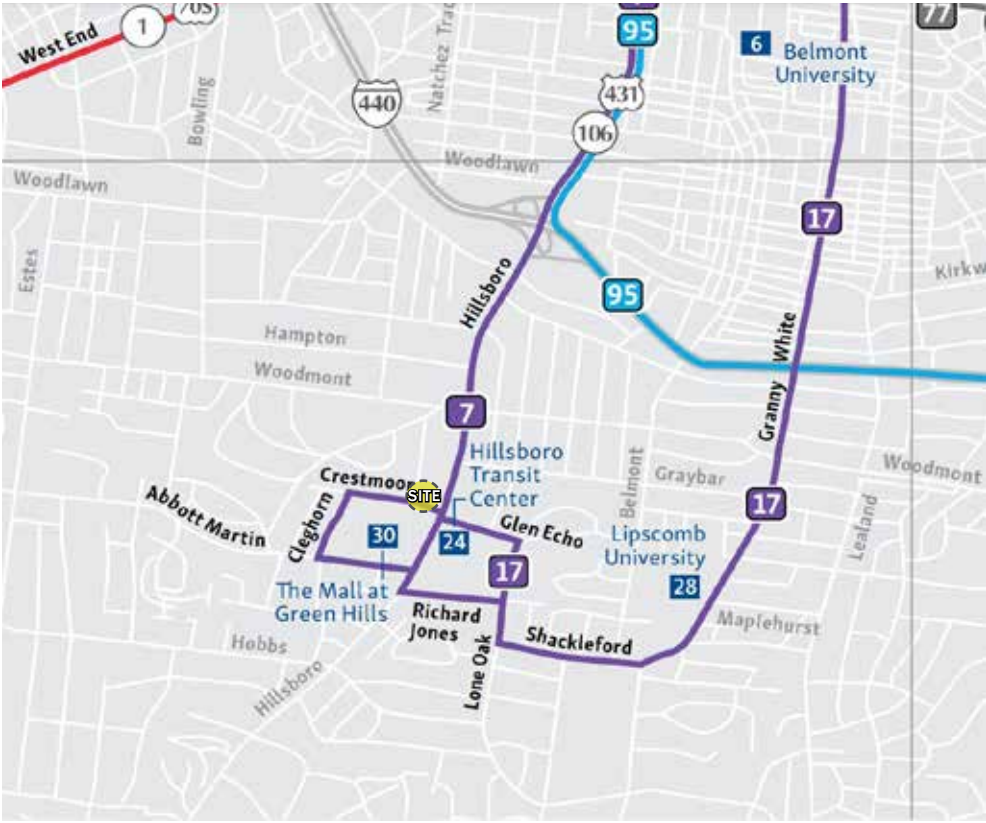 70S
77
1
West End
95
6
Belmont
University
Bowling
440
431
106
Woodlawn
Woodlawn
17
Estes
Hillsboro
95
Hampton
Granny White
Woodmont
7
Hillsboro
Transit
Center
Belmont
Graybar
Woodmont
Crestmoor
SITE
Abbott Martin
Cleghorn
Glen Echo
17
Lealand
30
24
Lipscomb
University
The Mall at
Green Hills
17
28
Richard
Jones
Maplehurst
Hobbs
Shackleford
Lone Oak
Hillsboro